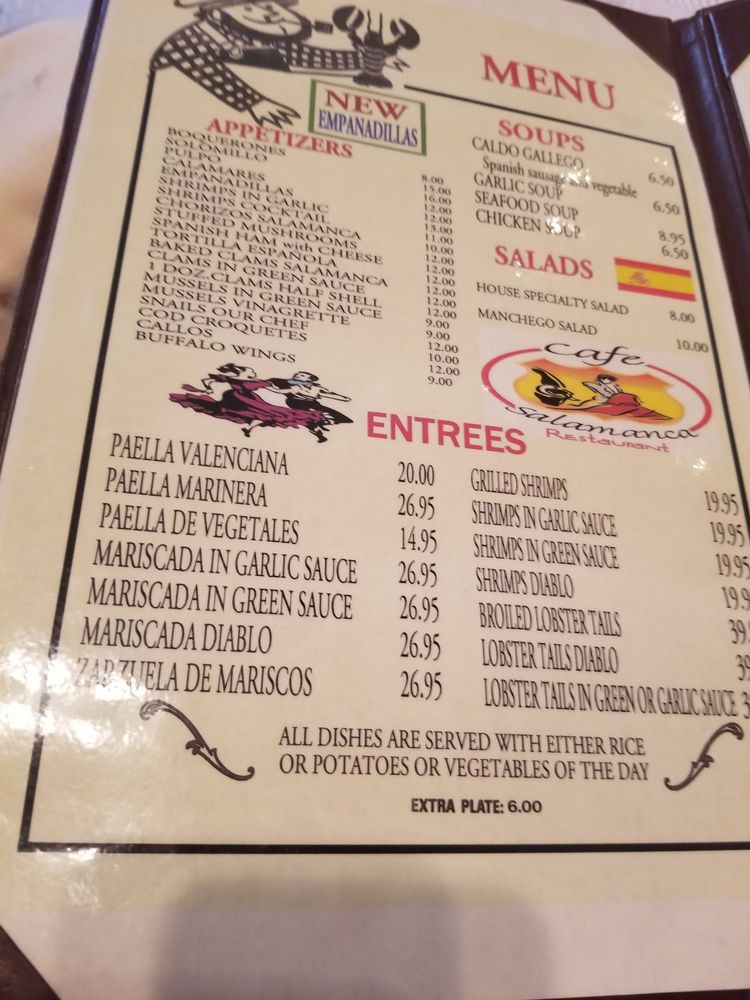 MENU
NEW
EMPANADILLAS
APPETIZERS
BOQUERONES 8.00
SOLOMILLO 15.00
PULPO 16.00
CALAMARES 12.00
EMPANADILLAS 12.00
SHRIMPS IN GARLIC 13.00
SHRIMPS COCKTAIL 11.00
CHORIZOS SALAMANCA 10.00
STUFFED MUSHROOMS 12.00
SPANISH HAM with CHEESE 12.00
TORTILLA ESPAÑOLA 12.00
BAKED CLAMS SALAMANCA 12.00
CLAMS IN GREEN SAUCE 12.00
1 DOZ CLAMS HALF SHELL 12.00
MUSSELS IN GREEN SAUCE 9.00
MUSSELS VINAGRETTE 9.00
SNAILS OUR CHEF 12.00
COD CROQUETES 10.00
CALLOS 12.00
BUFFALO WINGS 9.00
SOUPS
CALDO GALLEGO 6.50
Spanish sausage and vegetable
GARLIC SOUP 6.50
SEAFOOD SOUP 8.95
CHICKEN SOUP 6.50
SALADS
HOUSE SPECIALTY SALAD 8.00
MANCHEGO SALAD 10.00
cafe
salamanca
Restaurant
ENTREES
PAELLA VALENCIANA 20.00
PAELLA MARINERA 26.95
PAELLA DE VEGETALES 14.95
MARISCADA IN GARLIC SAUCE 26.95
MARISCADA IN GREEN SAUCE 26.95
MARISCADA DIABLO 26.95
ZARZUELA DE MARISCOS 26.95
GRILLED SHRIMPS 19.95
SHRIMPS IN GARLIC SAUCE 19.95
SHRIMPS IN GREEN SAUCE 19.95
SHRIMPS DIABLO 19.9
BROILED LOBSTER TAILS 39.
LOBSTER TAILS DIABLO 39
LOBSTER TAILS IN GREEN OR GARLIC SAUCE 3
ALL DISHES ARE SERVED WITH EITHER RICE
OR POTATOES OR VEGETABLES OF THE DAY
EXTRA PLATE: 6.00